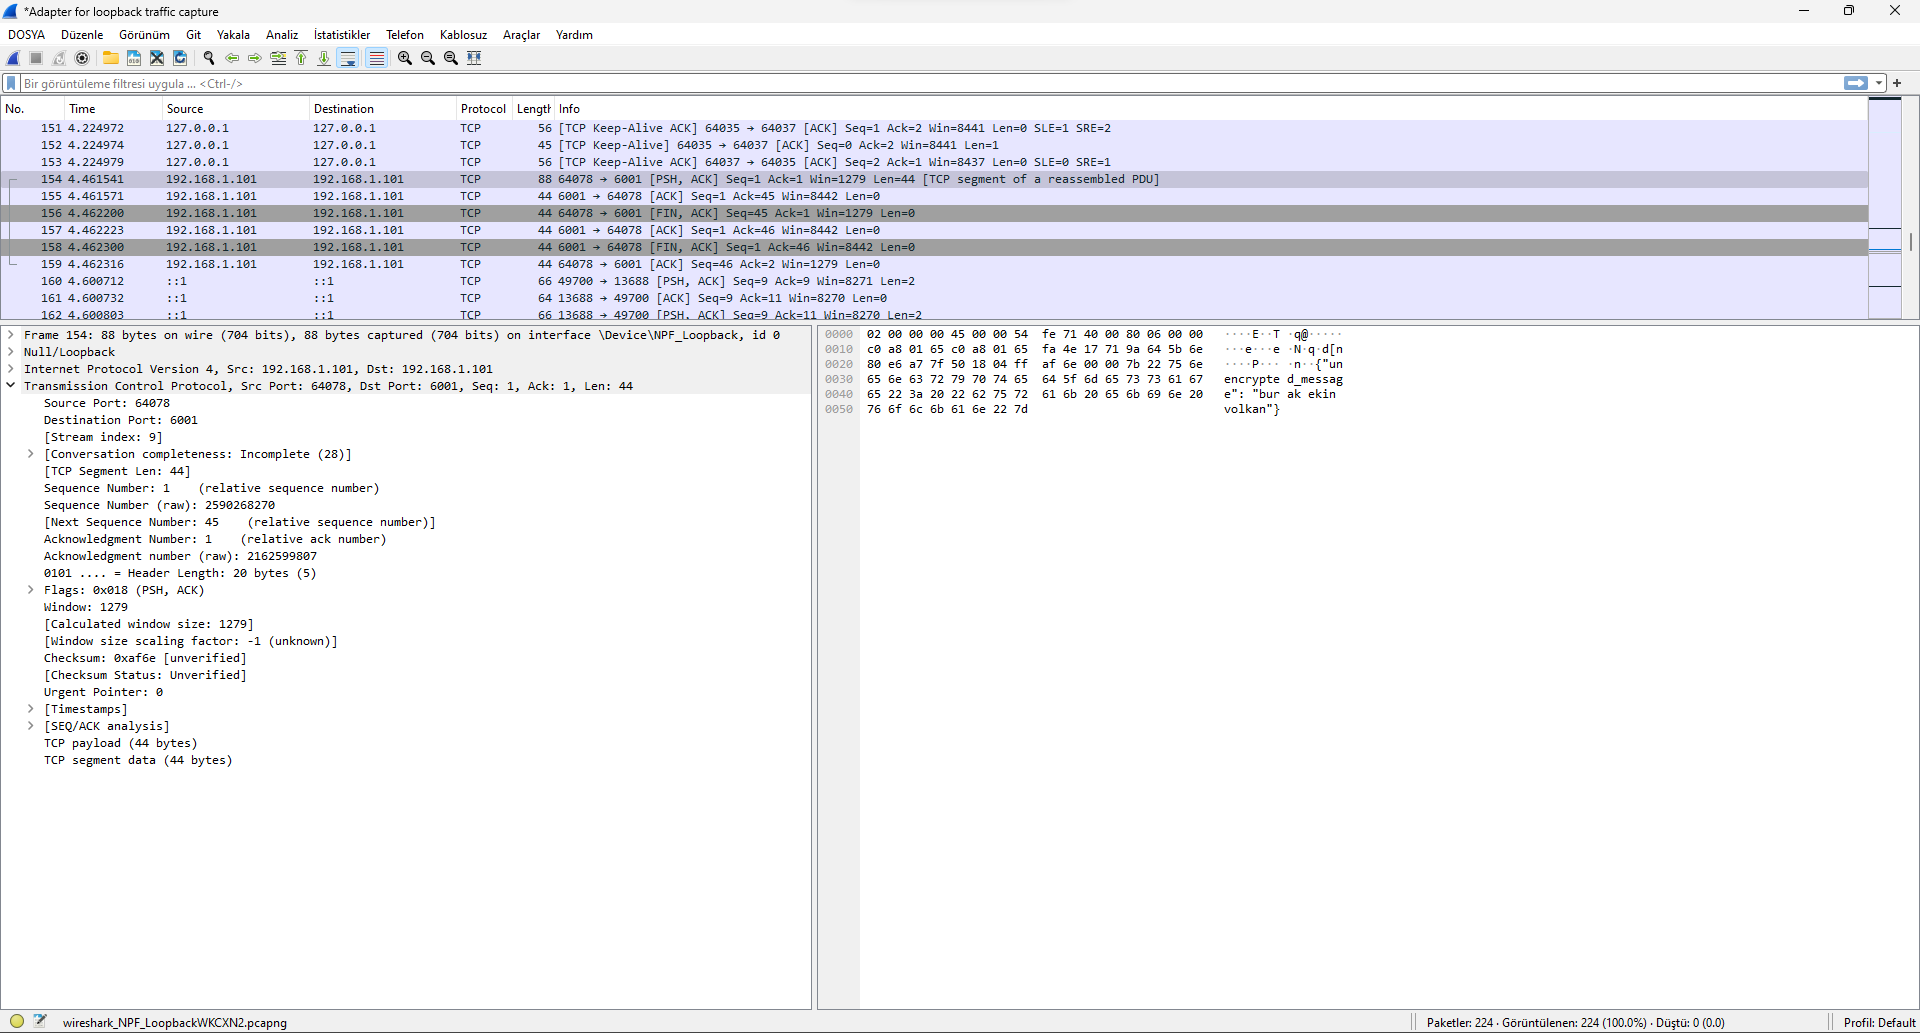 *Adapter for loopback traffic capture
DOSYA Düzenle Görünüm Git Yakala Analiz İstatistikler Telefon Kablosuz Araçlar Yardım
Bir görüntüleme filtresi uygula ... <Ctrl-/>
No. Time Source Destination Protocol Length Info
151 4.224972 127.0.0.1 127.0.0.1 TCP 56 [TCP Keep-Alive ACK] 64035 → 64037 [ACK] Seq=1 Ack=2 Win=8441 Len=0 SLE=1 SRE=2
152 4.224974 127.0.0.1 127.0.0.1 TCP 45 [TCP Keep-Alive] 64035 → 64037 [ACK] Seq=0 Ack=2 Win=8441 Len=1
153 4.224979 127.0.0.1 127.0.0.1 TCP 56 [TCP Keep-Alive ACK] 64037 → 64035 [ACK] Seq=2 Ack=1 Win=8437 Len=0 SLE=0 SRE=1
154 4.461541 192.168.1.101 192.168.1.101 TCP 88 64078 → 6001 [PSH, ACK] Seq=1 Ack=1 Win=1279 Len=44 [TCP segment of a reassembled PDU]
155 4.461571 192.168.1.101 192.168.1.101 TCP 44 6001 → 64078 [ACK] Seq=1 Ack=45 Win=8442 Len=0
156 4.462200 192.168.1.101 192.168.1.101 TCP 44 64078 → 6001 [FIN, ACK] Seq=45 Ack=1 Win=1279 Len=0
157 4.462223 192.168.1.101 192.168.1.101 TCP 44 6001 → 64078 [ACK] Seq=1 Ack=46 Win=8442 Len=0
158 4.462300 192.168.1.101 192.168.1.101 TCP 44 6001 → 64078 [FIN, ACK] Seq=1 Ack=46 Win=8442 Len=0
159 4.462316 192.168.1.101 192.168.1.101 TCP 44 64078 → 6001 [ACK] Seq=46 Ack=2 Win=1279 Len=0
160 4.600712 ::1 ::1 TCP 66 49700 → 13688 [PSH, ACK] Seq=9 Ack=9 Win=8271 Len=2
161 4.600732 ::1 ::1 TCP 64 13688 → 49700 [ACK] Seq=9 Ack=11 Win=8270 Len=0
162 4.600803 ::1 ::1 TCP 66 13688 → 49700 [PSH, ACK] Seq=9 Ack=11 Win=8270 Len=2
Frame 154: 88 bytes on wire (704 bits), 88 bytes captured (704 bits) on interface \Device\NPF_Loopback, id 0
Null/Loopback
Internet Protocol Version 4, Src: 192.168.1.101, Dst: 192.168.1.101
Transmission Control Protocol, Src Port: 64078, Dst Port: 6001, Seq: 1, Ack: 1, Len: 44
Source Port: 64078
Destination Port: 6001
[Stream index: 9]
[Conversation completeness: Incomplete (28)]
[TCP Segment Len: 44]
Sequence Number: 1 (relative sequence number)
Sequence Number (raw): 2590268270
[Next Sequence Number: 45 (relative sequence number)]
Acknowledgment Number: 1 (relative ack number)
Acknowledgment number (raw): 2162599807
0101 .... = Header Length: 20 bytes (5)
Flags: 0x018 (PSH, ACK)
Window: 1279
[Calculated window size: 1279]
[Window size scaling factor: -1 (unknown)]
Checksum: 0xaf6e [unverified]
[Checksum Status: Unverified]
Urgent Pointer: 0
[Timestamps]
[SEQ/ACK analysis]
TCP payload (44 bytes)
TCP segment data (44 bytes)
0000 02 00 00 00 45 00 00 54 fe 71 40 00 80 06 00 00 ····E··T ·q@·····
0010 c0 a8 01 65 c0 a8 01 65 fa 4e 17 71 9a 64 5b 6e ···e···e ·N·q·d[n
0020 80 e6 a7 7f 50 18 04 ff af 6e 00 00 7b 22 75 6e ····P··· ·n··{"un
0030 65 6e 63 72 79 70 74 65 64 5f 6d 65 73 73 61 67 encrypte d_messag
0040 65 22 3a 20 22 62 75 72 61 6b 20 65 6b 69 6e 20 e": "bur ak ekin
0050 76 6f 6c 6b 61 6e 22 7d volkan"}
wireshark_NPF_LoopbackWKCXN2.pcapng
Paketler: 224 · Görüntülenen: 224 (100.0%) · Düştü: 0 (0.0)
Profil: Default